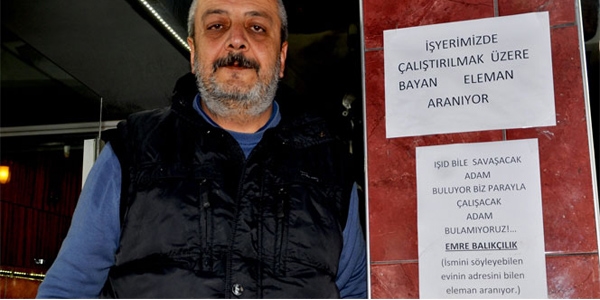 İŞYERİMİZDE
ÇALIŞTIRILMAK ÜZERE
BAYAN ELEMAN
ARANIYOR
IŞID BİLE SAVAŞACAK
ADAM
BULUYOR BİZ PARAYLA
ÇALIŞACAK
ADAM
BULAMIYORUZ!...
EMRE BALIKÇILIK
(İsmini söyleyebilen
evinin adresini bilen
eleman aranıyor.)